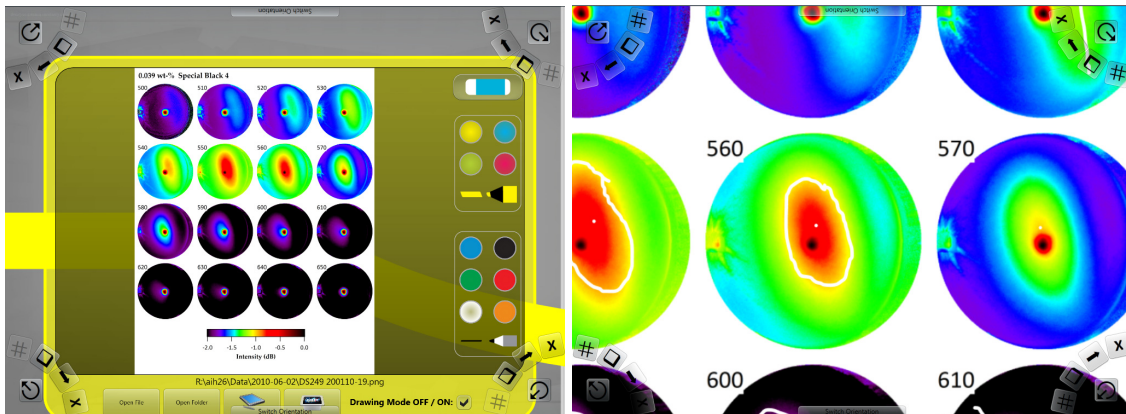 Switch Orientation
0.039 wt-% Special Black 4
500 510 520 530
540 550 560 570
580 590 600 610
620 630 640 650
-2.0 -1.5 -1.0 -0.5 0.0
Intensity (dB)
R:\aih26\Data\2010-06-02\DS249 200110-19.png
Open File Open Folder Drawing Mode OFF / ON:
Switch Orientation
Switch Orientation
560 570
600 610
Switch Orientation